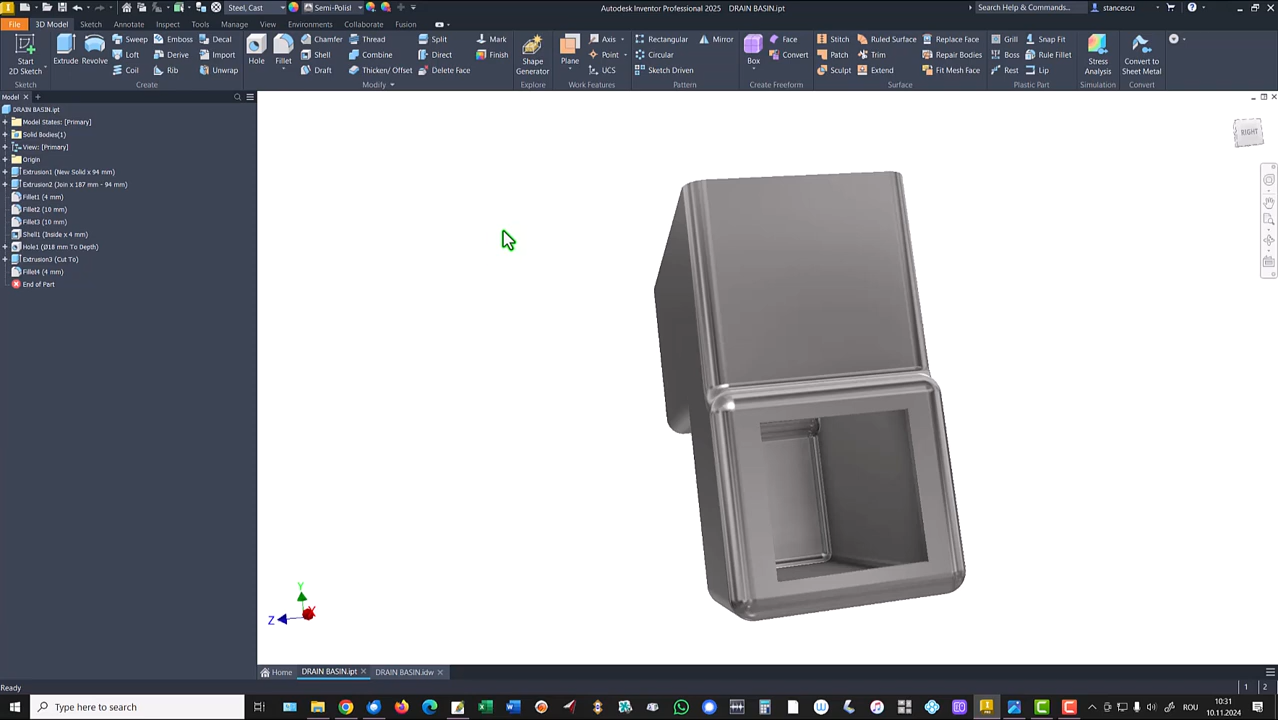 Steel, Cast
Semi-Polisl
Autodesk Inventor Professional 2025 DRAIN BASIN.ipt
Search Help & Commands...
stancescu
File 3D Model Sketch Annotate Inspect Tools Manage View Environments Collaborate Fusion
Start
2D Sketch
Extrude
Revolve
Sweep
Emboss
Decal
Loft
Derive
Import
Coil
Rib
Unwrap
Hole
Fillet
Chamfer
Thread
Split
Mark
Shell
Combine
Direct
Finish
Draft
Thicken/ Offset
Delete Face
Shape
Generator
Plane
Axis
Point
UCS
Rectangular
Mirror
Circular
Sketch Driven
Box
Face
Convert
Stitch
Ruled Surface
Replace Face
Patch
Trim
Repair Bodies
Sculpt
Extend
Fit Mesh Face
Grill
Snap Fit
Boss
Rule Fillet
Rest
Lip
Stress
Analysis
Convert to
Sheet Metal
Sketch Create Modify Explore Work Features Pattern Create Freeform Surface Plastic Part Simulation Convert
Model
DRAIN BASIN.ipt
Model States: [Primary]
Solid Bodies(1)
View: [Primary]
Origin
Extrusion1 (New Solid x 94 mm)
Extrusion2 (Join x 187 mm - 94 mm)
Fillet1 (4 mm)
Fillet2 (10 mm)
Fillet3 (10 mm)
Shell1 (Inside x 4 mm)
Hole1 (Ø18 mm To Depth)
Extrusion3 (Cut To)
Fillet4 (4 mm)
End of Part
RIGHT
Y
Z
X
Home
DRAIN BASIN.ipt
DRAIN BASIN.idw
Ready
1 2
Type here to search
ROU
10:31
10.11.2024